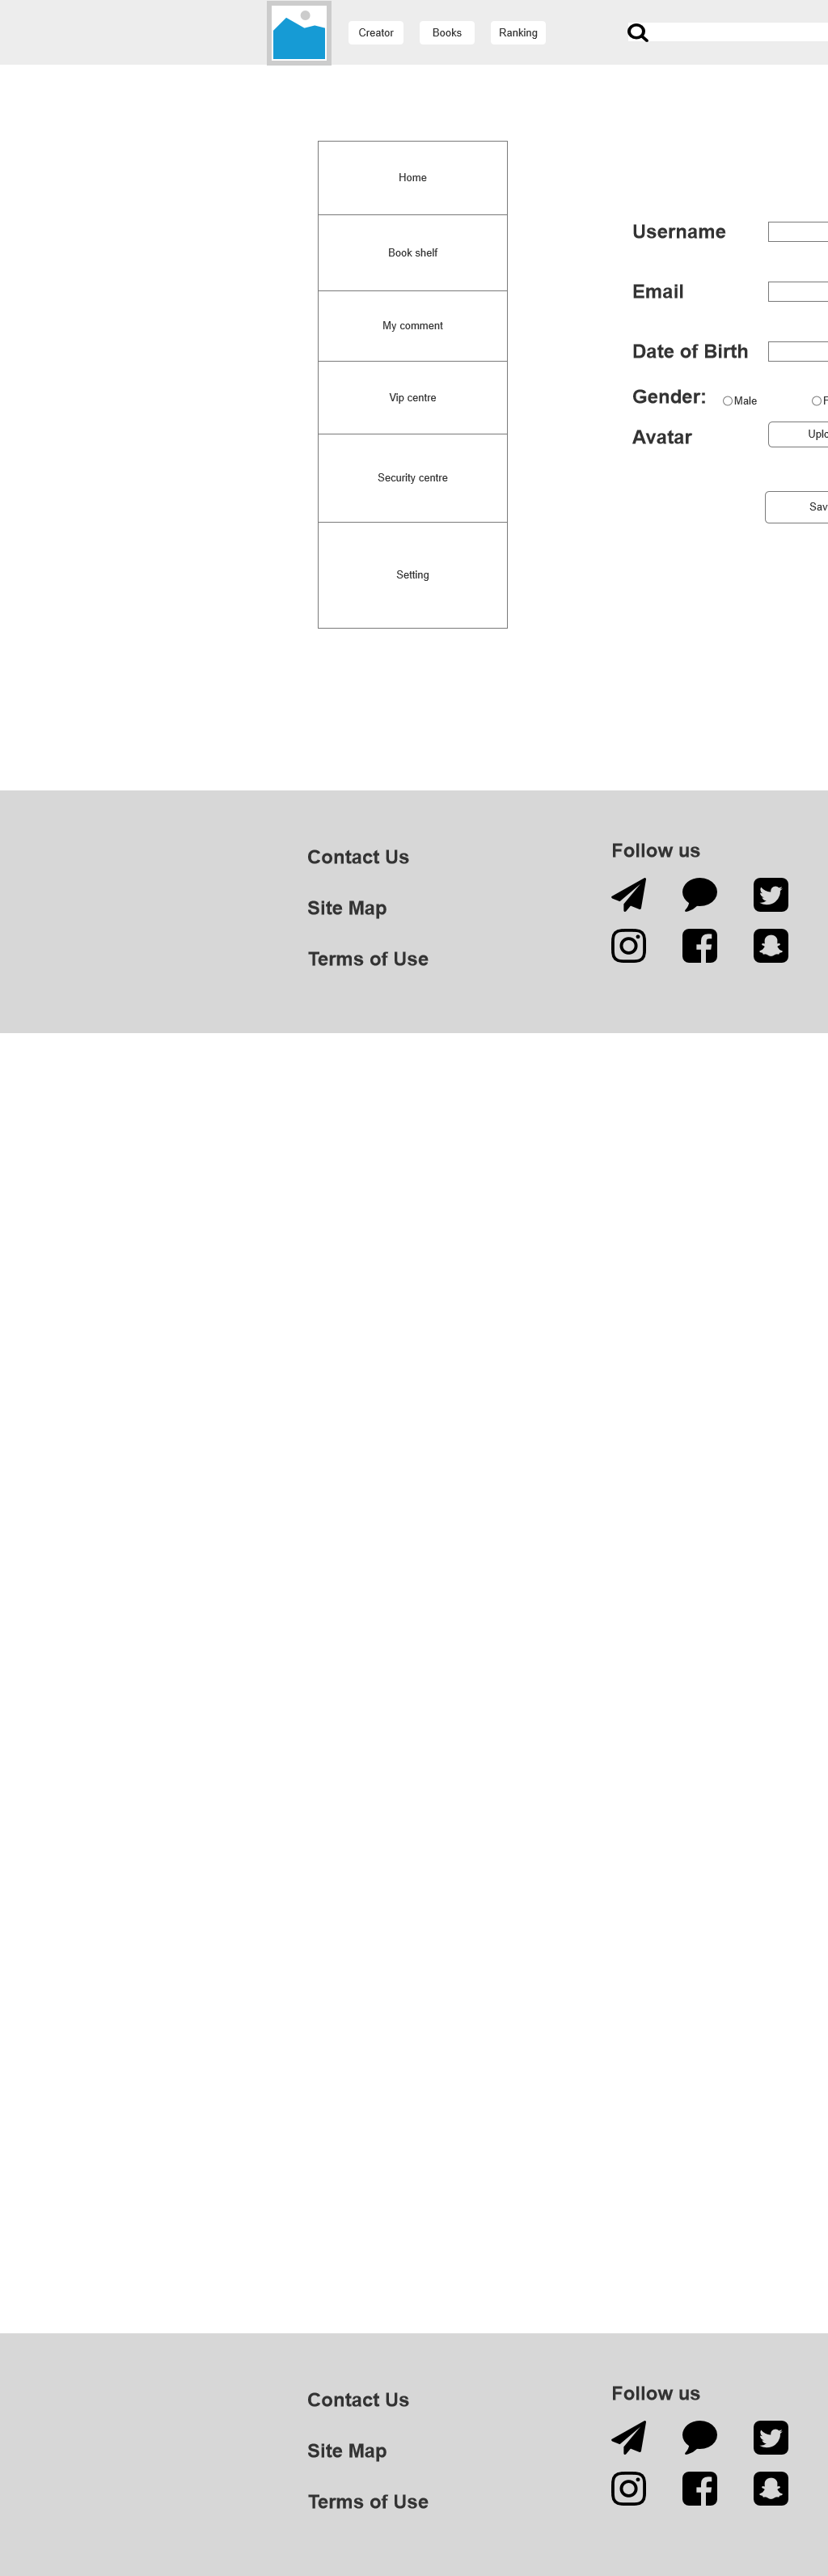 Creator Books Ranking
Home
Book shelf
My comment
Vip centre
Security centre
Setting
Username
Email
Date of Birth
Gender: Male
Avatar
Contact Us
Site Map
Terms of Use
Follow us
Contact Us
Site Map
Terms of Use
Follow us